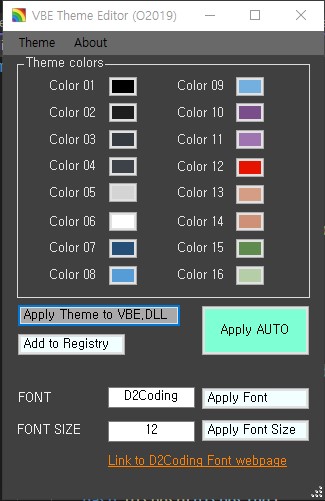 VBE Theme Editor (O2019)
Theme About
Theme colors
Color 01 Color 09
Color 02 Color 10
Color 03 Color 11
Color 04 Color 12
Color 05 Color 13
Color 06 Color 14
Color 07 Color 15
Color 08 Color 16
Apply Theme to VBE,DLL
Apply AUTO
Add to Registry
FONT D2Coding Apply Font
FONT SIZE 12 Apply Font Size
Link to D2Coding Font webpage